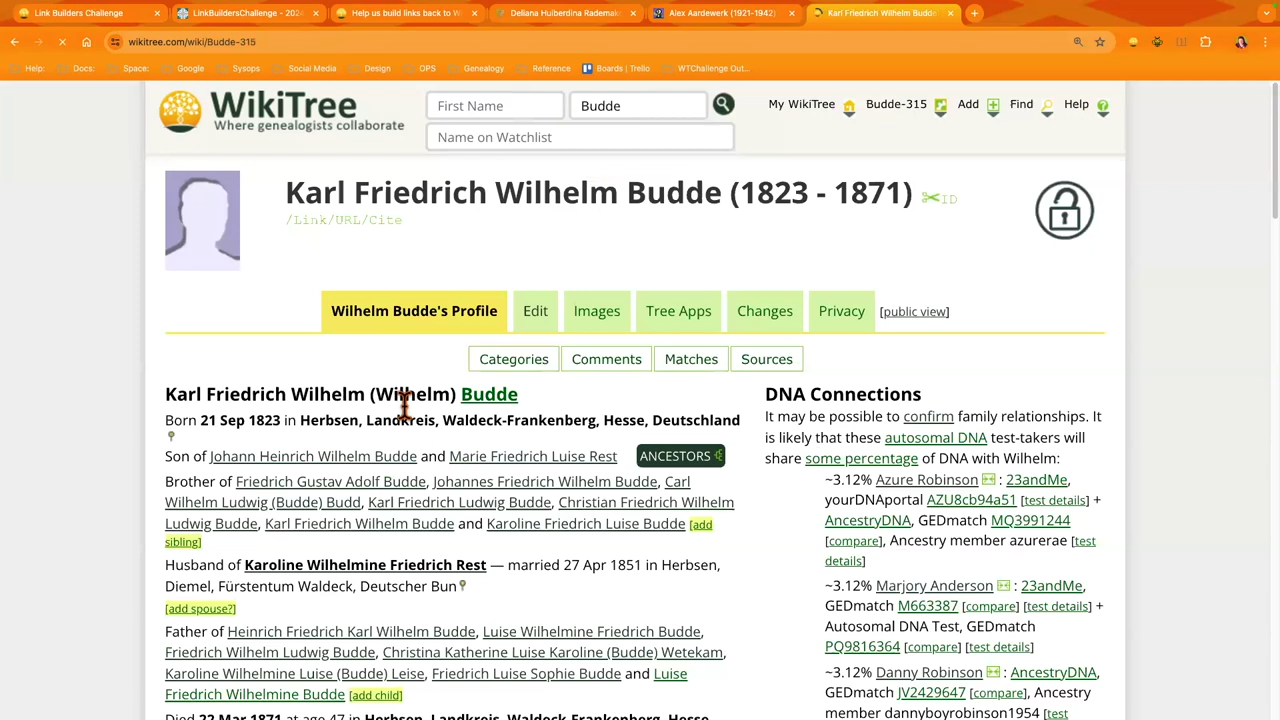 Link Builders Challenge
LinkBuildersChallenge - 2024
Help us build links back to W
Deliana Huiberdina Rademak
Alex Aardewerk (1921-1942)
Karl Friedrich Wilhelm Budde
wikitree.com/wiki/Budde-315
Help: Docs: Space: Google Sysops Social Media Design OPS Genealogy Reference Boards | Trello WTChallenge Out...
WikiTree
Where genealogists collaborate
First Name
Budde
Name on Watchlist
My WikiTree Budde-315 Add Find Help
Karl Friedrich Wilhelm Budde (1823 - 1871) ID
/Link/URL/Cite
Wilhelm Budde's Profile Edit Images Tree Apps Changes Privacy [public view]
Categories Comments Matches Sources
Karl Friedrich Wilhelm (Wilhelm) Budde
Born 21 Sep 1823 in Herbsen, Landkreis, Waldeck-Frankenberg, Hesse, Deutschland
Son of Johann Heinrich Wilhelm Budde and Marie Friedrich Luise Rest
ANCESTORS
Brother of Friedrich Gustav Adolf Budde, Johannes Friedrich Wilhelm Budde, Carl
Wilhelm Ludwig (Budde) Budd, Karl Friedrich Ludwig Budde, Christian Friedrich Wilhelm
Ludwig Budde, Karl Friedrich Wilhelm Budde and Karoline Friedrich Luise Budde [add
sibling]
Husband of Karoline Wilhelmine Friedrich Rest — married 27 Apr 1851 in Herbsen,
Diemel, Fürstentum Waldeck, Deutscher Bun
[add spouse?]
Father of Heinrich Friedrich Karl Wilhelm Budde, Luise Wilhelmine Friedrich Budde,
Friedrich Wilhelm Ludwig Budde, Christina Katherine Luise Karoline (Budde) Wetekam,
Karoline Wilhelmine Luise (Budde) Leise, Friedrich Luise Sophie Budde and Luise
Friedrich Wilhelmine Budde [add child]
Died 22 Mar 1871 at age 47 in Herbsen, Landkreis, Waldeck-Frankenberg, Hesse,
DNA Connections
It may be possible to confirm family relationships. It
is likely that these autosomal DNA test-takers will
share some percentage of DNA with Wilhelm:
~3.12% Azure Robinson : 23andMe,
yourDNAportal AZU8cb94a51 [test details] +
AncestryDNA, GEDmatch MQ3991244
[compare], Ancestry member azurerae [test
details]
~3.12% Marjory Anderson : 23andMe,
GEDmatch M663387 [compare] [test details] +
Autosomal DNA Test, GEDmatch
PQ9816364 [compare] [test details]
~3.12% Danny Robinson : AncestryDNA,
GEDmatch JV2429647 [compare], Ancestry
member dannyboyrobinson1954 [test